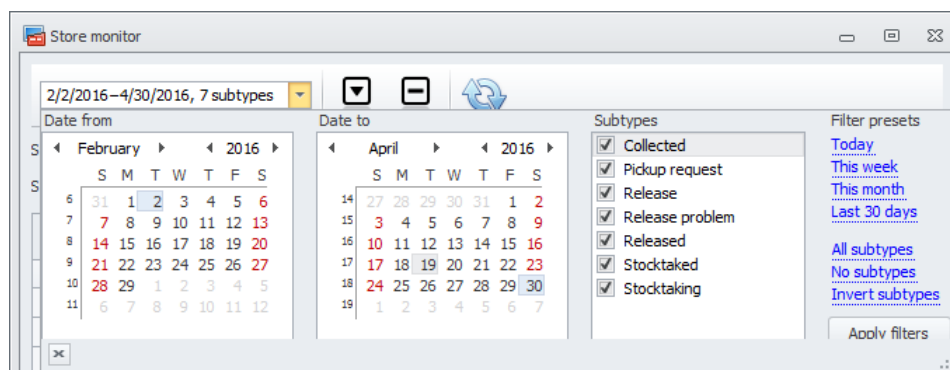 Store monitor
2/2/2016–4/30/2016, 7 subtypes
Date from
Date to
Subtypes
Filter presets
S
S
February 2016
S M T W T F S
6 31 1 2 3 4 5 6
7 7 8 9 10 11 12 13
8 14 15 16 17 18 19 20
9 21 22 23 24 25 26 27
10 28 29 1 2 3 4 5
11 6 7 8 9 10 11 12
April 2016
S M T W T F S
14 27 28 29 30 31 1 2
15 3 4 5 6 7 8 9
16 10 11 12 13 14 15 16
17 17 18 19 20 21 22 23
18 24 25 26 27 28 29 30
19 1 2 3 4 5 6 7
Collected
Pickup request
Release
Release problem
Released
Stocktaked
Stocktaking
Today
This week
This month
Last 30 days
All subtypes
No subtypes
Invert subtypes
Apply filters